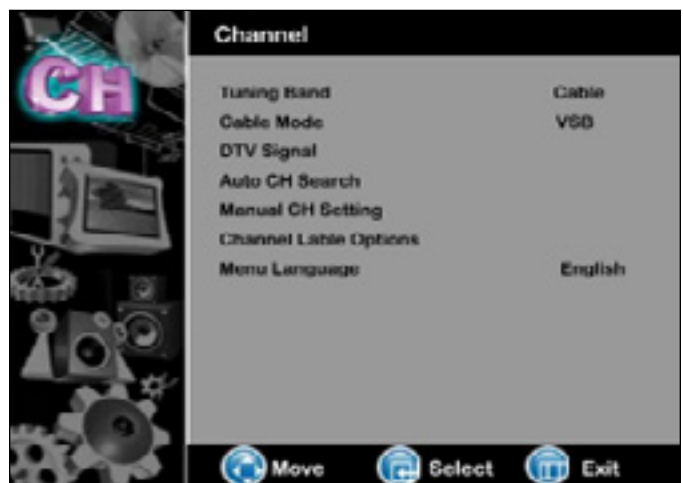 CH
Channel
Tuning Band Cable
Cable Mode VSB
DTV Signal
Auto CH Search
Manual CH Setting
Channel Lable Options
Menu Language English
Move Select Exit